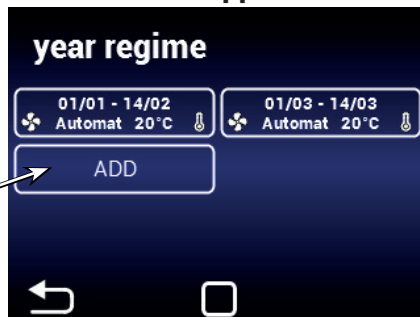 year regime
01/01 - 14/02
Automat 20°C
01/03 - 14/03
Automat 20°C
ADD